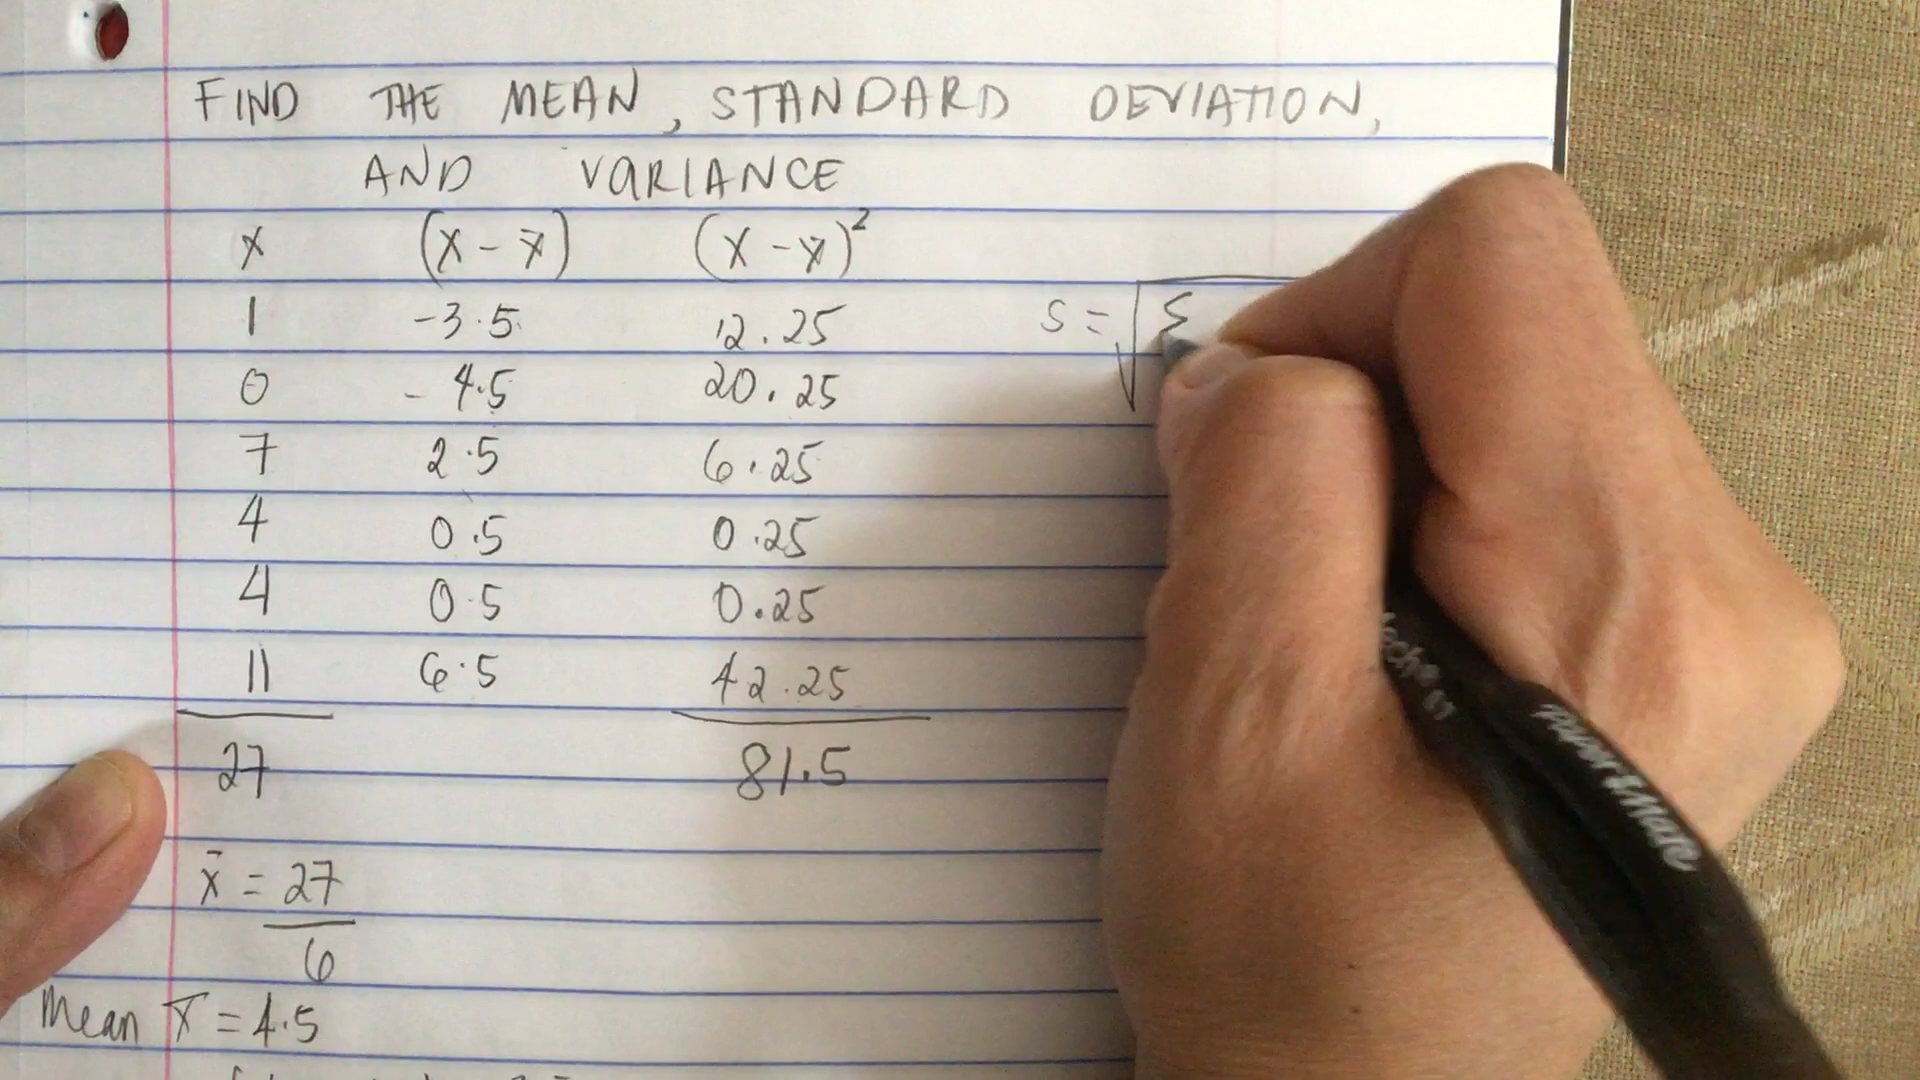 FIND THE MEAN, STANDARD DEVIATION,
AND VARIANCE
x (x - x̄) (x - x̄)²
1 -3.5 12.25
0 -4.5 20.25
7 2.5 6.25
4 0.5 0.25
4 0.5 0.25
11 6.5 42.25
27 81.5
S = √Σ
x̄ = 27
6
Mean x̄ = 4.5